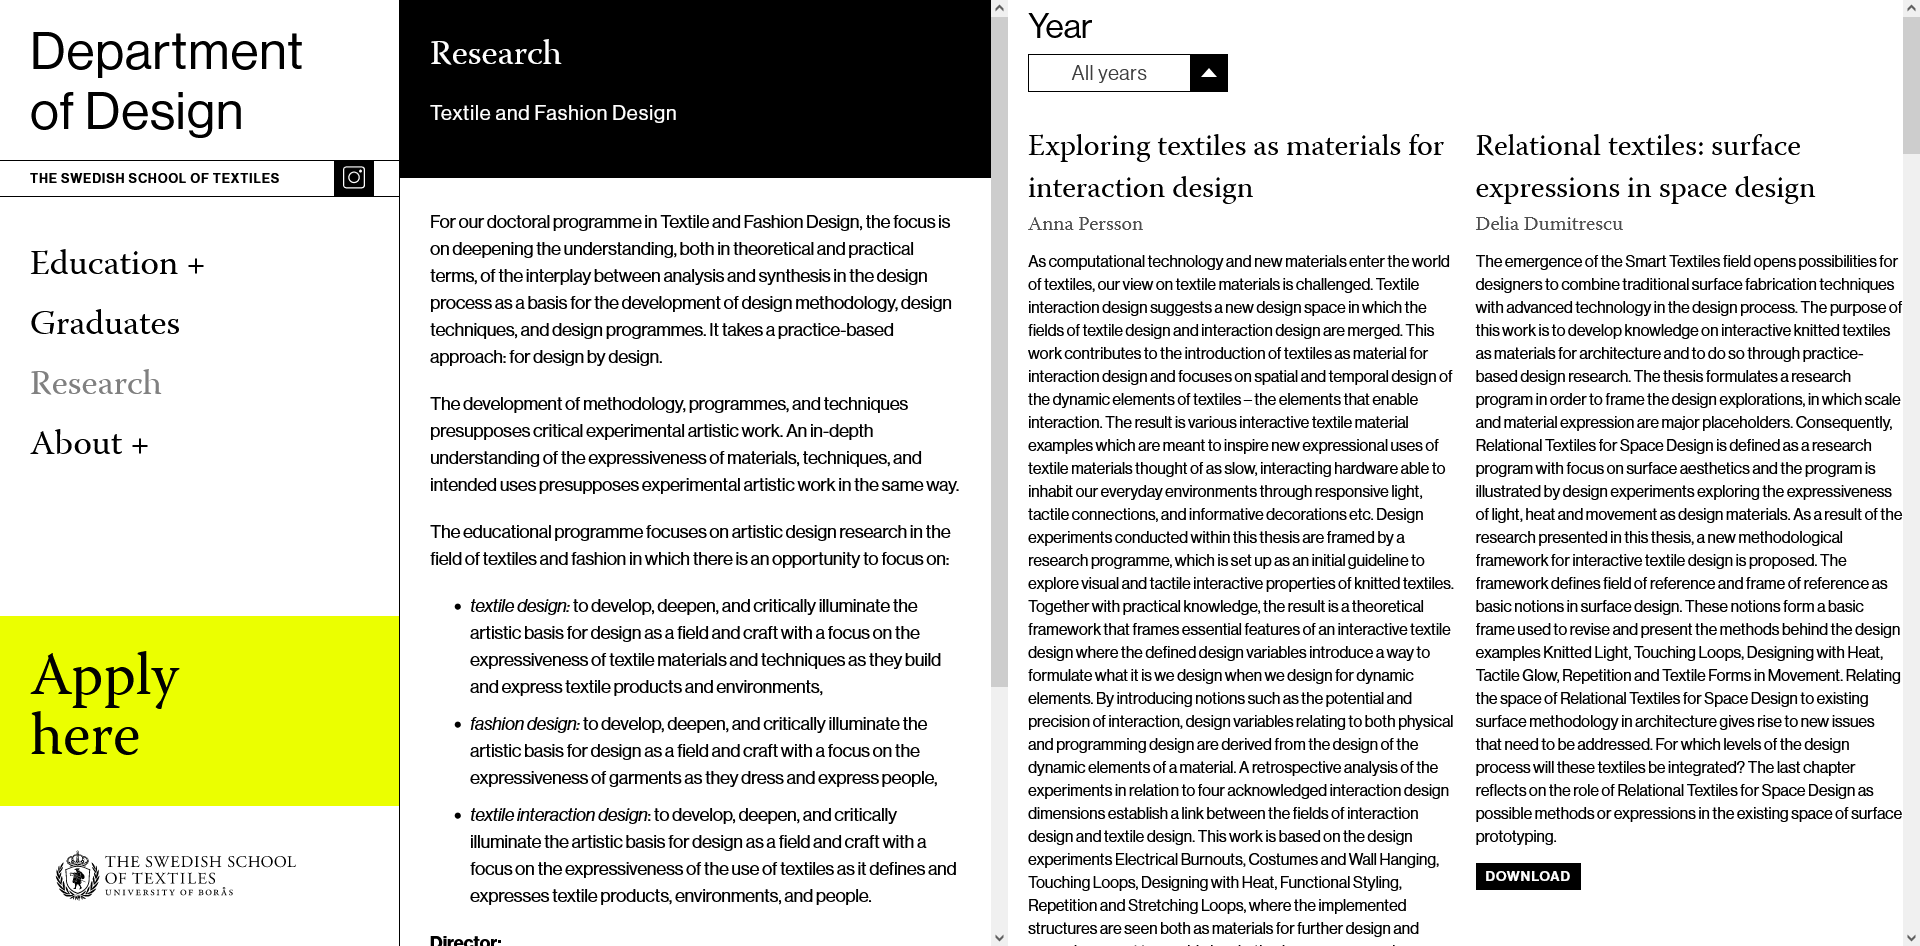 Department
of Design
THE SWEDISH SCHOOL OF TEXTILES
Education +
Graduates
Research
About +
Apply
here
THE SWEDISH SCHOOL
OF TEXTILES
UNIVERSITY OF BORÅS
Research
Textile and Fashion Design
For our doctoral programme in Textile and Fashion Design, the focus is
on deepening the understanding, both in theoretical and practical
terms, of the interplay between analysis and synthesis in the design
process as a basis for the development of design methodology, design
techniques, and design programmes. It takes a practice-based
approach: for design by design.
The development of methodology, programmes, and techniques
presupposes critical experimental artistic work. An in-depth
understanding of the expressiveness of materials, techniques, and
intended uses presupposes experimental artistic work in the same way.
The educational programme focuses on artistic design research in the
field of textiles and fashion in which there is an opportunity to focus on:
• textile design: to develop, deepen, and critically illuminate the
artistic basis for design as a field and craft with a focus on the
expressiveness of textile materials and techniques as they build
and express textile products and environments,
• fashion design: to develop, deepen, and critically illuminate the
artistic basis for design as a field and craft with a focus on the
expressiveness of garments as they dress and express people,
• textile interaction design: to develop, deepen, and critically
illuminate the artistic basis for design as a field and craft with a
focus on the expressiveness of the use of textiles as it defines and
expresses textile products, environments, and people.
Director:
Year
All years
Exploring textiles as materials for
interaction design
Anna Persson
As computational technology and new materials enter the world
of textiles, our view on textile materials is challenged. Textile
interaction design suggests a new design space in which the
fields of textile design and interaction design are merged. This
work contributes to the introduction of textiles as material for
interaction design and focuses on spatial and temporal design of
the dynamic elements of textiles – the elements that enable
interaction. The result is various interactive textile material
examples which are meant to inspire new expressional uses of
textile materials thought of as slow, interacting hardware able to
inhabit our everyday environments through responsive light,
tactile connections, and informative decorations etc. Design
experiments conducted within this thesis are framed by a
research programme, which is set up as an initial guideline to
explore visual and tactile interactive properties of knitted textiles.
Together with practical knowledge, the result is a theoretical
framework that frames essential features of an interactive textile
design where the defined design variables introduce a way to
formulate what it is we design when we design for dynamic
elements. By introducing notions such as the potential and
precision of interaction, design variables relating to both physical
and programming design are derived from the design of the
dynamic elements of a material. A retrospective analysis of the
experiments in relation to four acknowledged interaction design
dimensions establish a link between the fields of interaction
design and textile design. This work is based on the design
experiments Electrical Burnouts, Costumes and Wall Hanging,
Touching Loops, Designing with Heat, Functional Styling,
Repetition and Stretching Loops, where the implemented
structures are seen both as materials for further design and
Relational textiles: surface
expressions in space design
Delia Dumitrescu
The emergence of the Smart Textiles field opens possibilities for
designers to combine traditional surface fabrication techniques
with advanced technology in the design process. The purpose of
this work is to develop knowledge on interactive knitted textiles
as materials for architecture and to do so through practice-
based design research. The thesis formulates a research
program in order to frame the design explorations, in which scale
and material expression are major placeholders. Consequently,
Relational Textiles for Space Design is defined as a research
program with focus on surface aesthetics and the program is
illustrated by design experiments exploring the expressiveness
of light, heat and movement as design materials. As a result of the
research presented in this thesis, a new methodological
framework for interactive textile design is proposed. The
framework defines field of reference and frame of reference as
basic notions in surface design. These notions form a basic
frame used to revise and present the methods behind the design
examples Knitted Light, Touching Loops, Designing with Heat,
Tactile Glow, Repetition and Textile Forms in Movement. Relating
the space of Relational Textiles for Space Design to existing
surface methodology in architecture gives rise to new issues
that need to be addressed. For which levels of the design
process will these textiles be integrated? The last chapter
reflects on the role of Relational Textiles for Space Design as
possible methods or expressions in the existing space of surface
prototyping.
DOWNLOAD